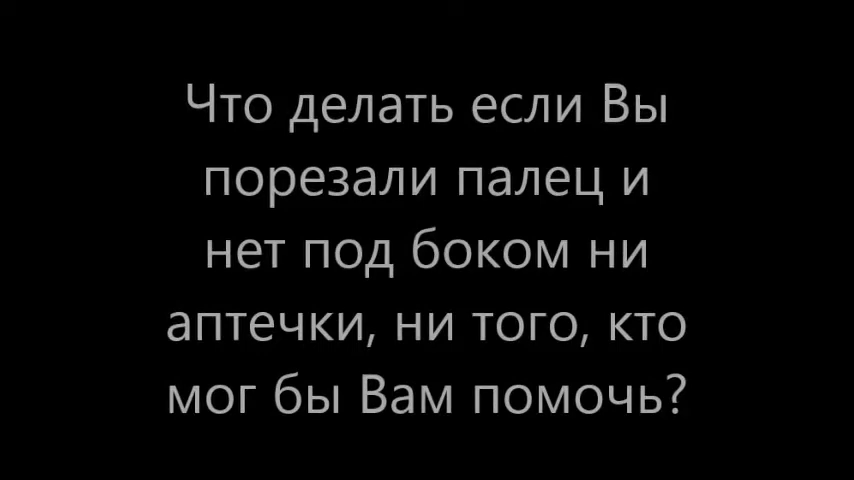 Что делать если Вы
порезали палец и
нет под боком ни
аптечки, ни того, кто
мог бы Вам помочь?